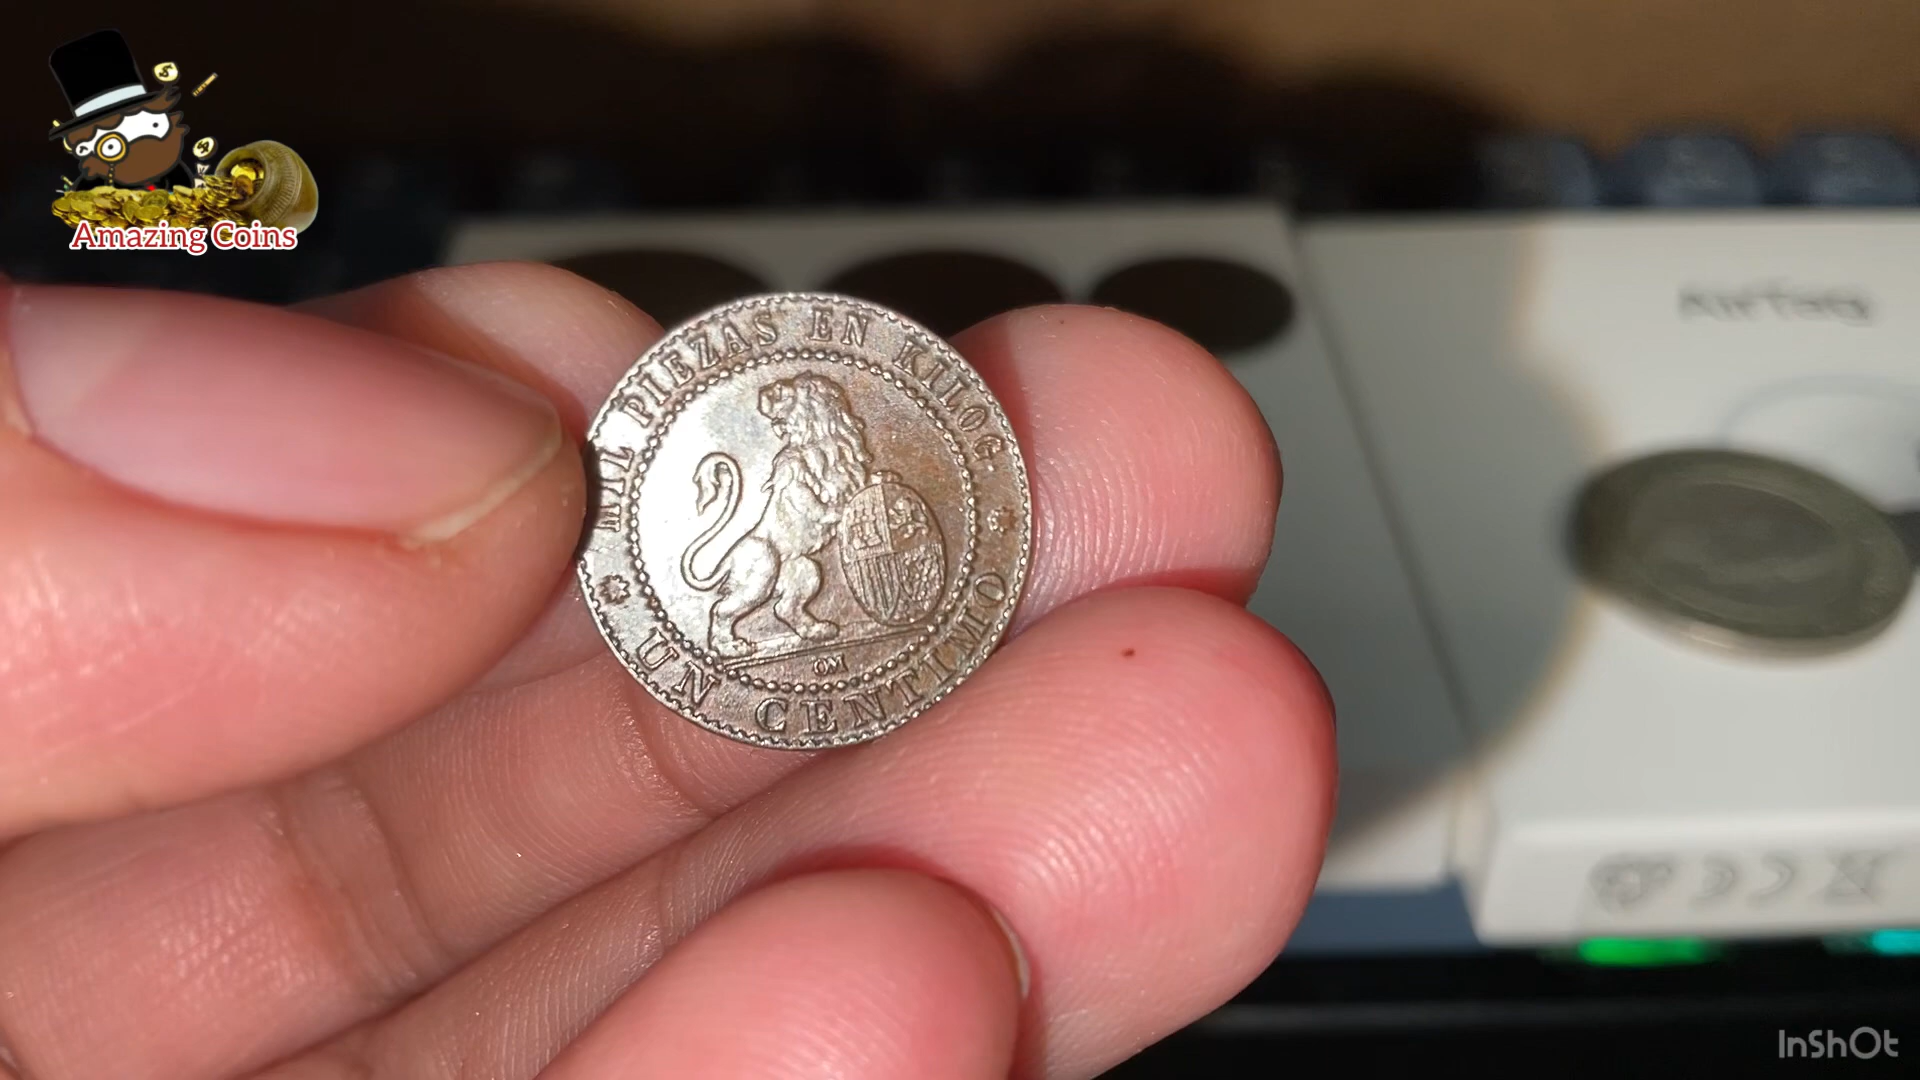 Amazing Coins
MIL PIEZAS EN KILOG.
OM
UN CENTIMO
InShOt